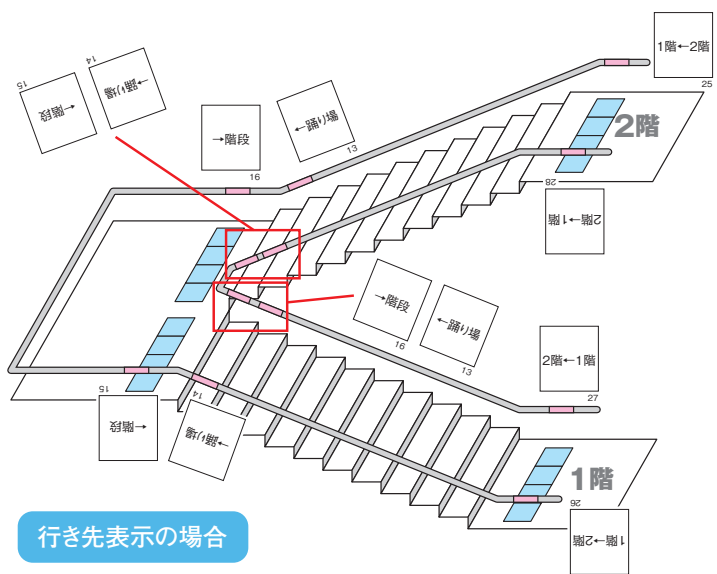 15
→階段
14
→踊り場
→階段
16
←踊り場
13
1階←2階
25
2階
28
2階→1階
→階段
16
←踊り場
13
2階←1階
27
15
→階段
14
→踊り場
1階
26
1階→2階
行き先表示の場合